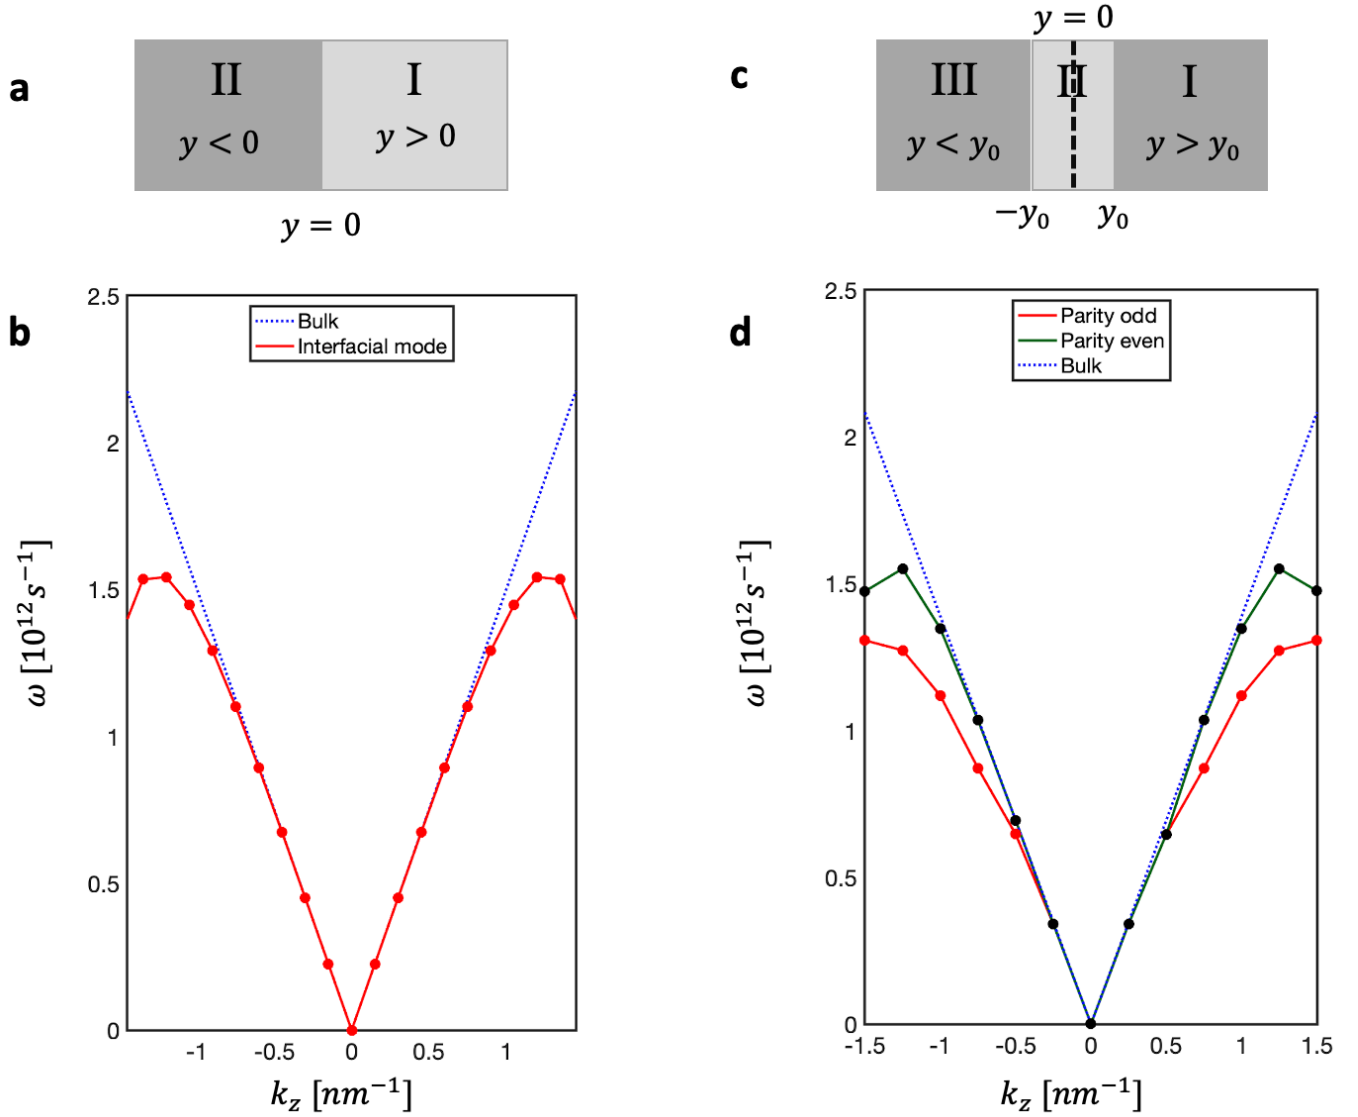 a
II
I
y < 0
y > 0
y = 0
c
y = 0
III
II
I
y < y₀
y > y₀
−y₀
y₀
b
2.5
2
1.5
1
0.5
0
Bulk
Interfacial mode
ω [10¹²s⁻¹]
-1
-0.5
0
0.5
1
k_z [nm⁻¹]
d
2.5
2
1.5
1
0.5
0
Parity odd
Parity even
Bulk
ω [10¹²s⁻¹]
-1.5
-1
-0.5
0
0.5
1
1.5
k_z [nm⁻¹]